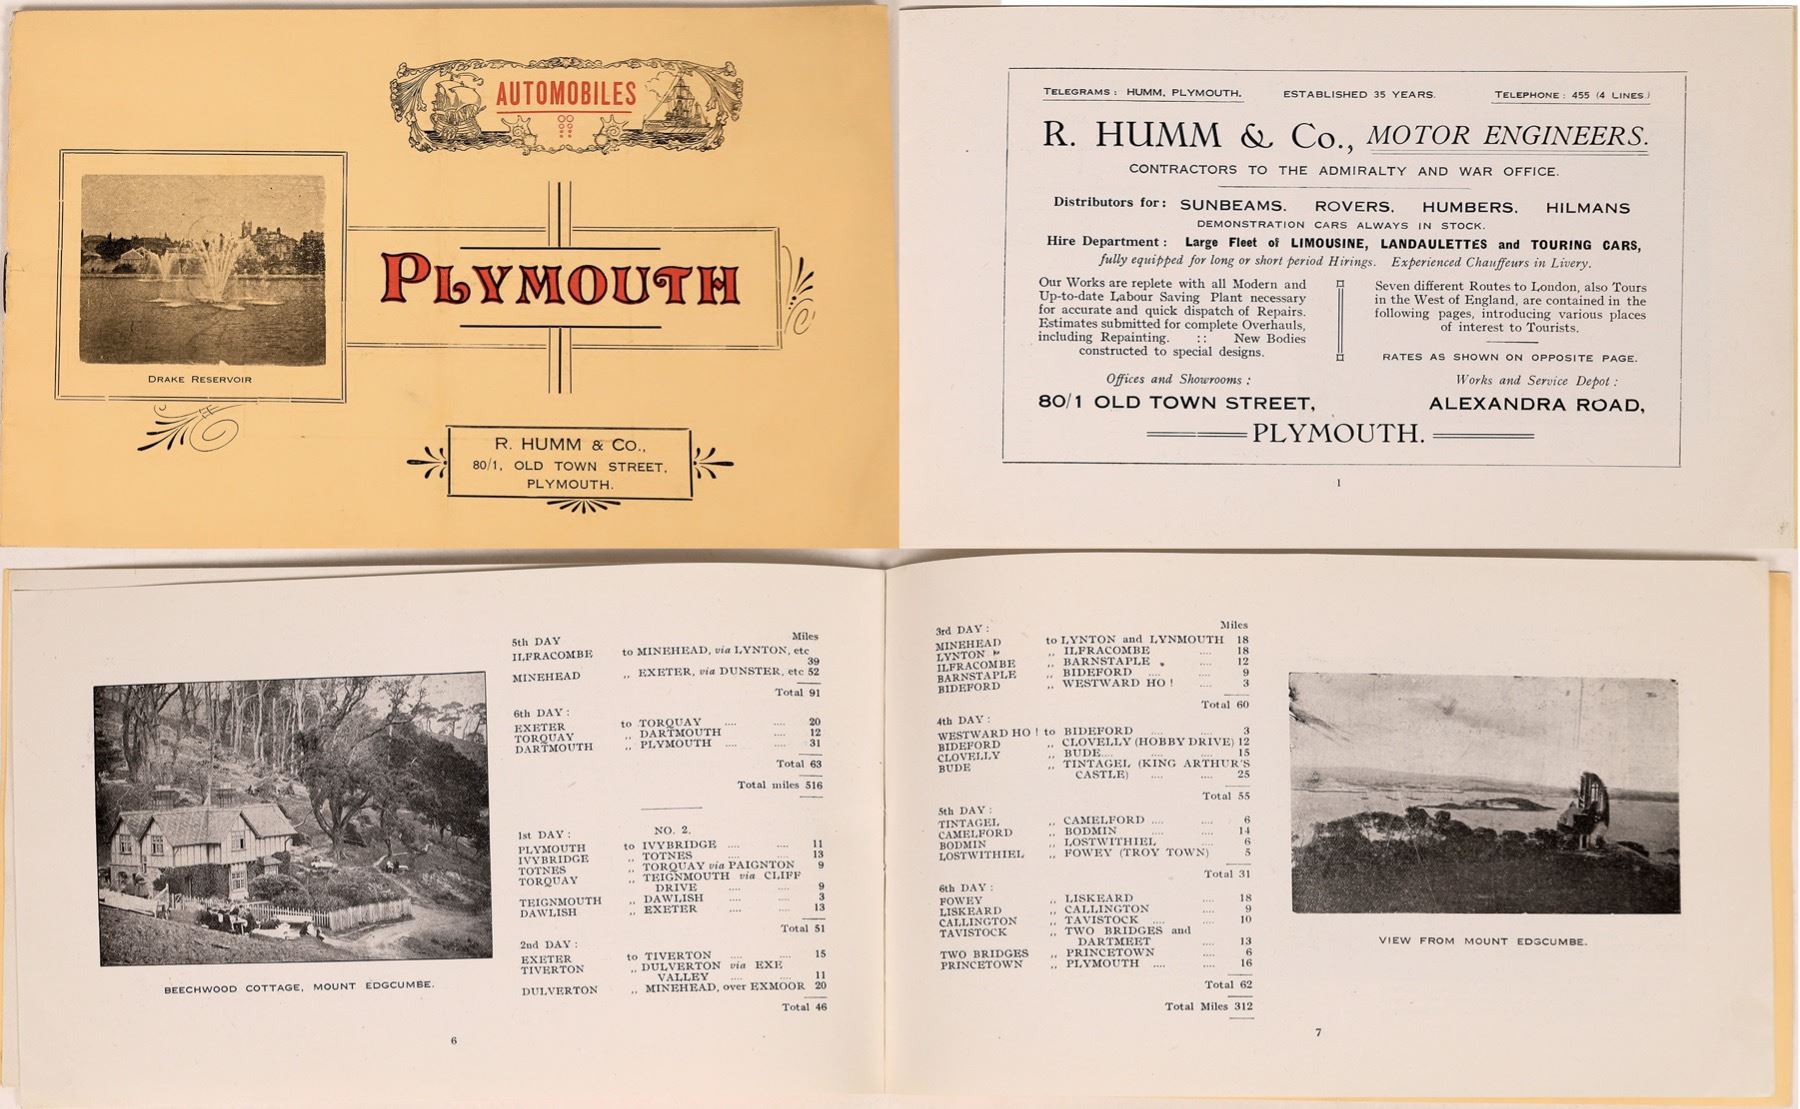 AUTOMOBILES
PLYMOUTH
DRAKE RESERVOIR
R. HUMM & Co.,
80/1, OLD TOWN STREET,
PLYMOUTH.
TELEGRAMS: HUMM, PLYMOUTH. ESTABLISHED 35 YEARS. TELEPHONE: 455 (4 LINES)
R. HUMM & Co., MOTOR ENGINEERS.
CONTRACTORS TO THE ADMIRALTY AND WAR OFFICE.
Distributors for: SUNBEAMS. ROVERS. HUMBERS. HILMANS
DEMONSTRATION CARS ALWAYS IN STOCK.
Hire Department: Large Fleet of LIMOUSINE, LANDAULETTES and TOURING CARS,
fully equipped for long or short period Hirings. Experienced Chauffeurs in Livery.
Our Works are replete with all Modern and
Up-to-date Labour Saving Plant necessary
for accurate and quick dispatch of Repairs.
Estimates submitted for complete Overhauls,
including Repainting. :: New Bodies
constructed to special designs.
Seven different Routes to London, also Tours
in the West of England, are contained in the
following pages, introducing various places
of interest to Tourists.
RATES AS SHOWN ON OPPOSITE PAGE.
Offices and Showrooms:
80/1 OLD TOWN STREET,
Works and Service Depot:
ALEXANDRA ROAD,
PLYMOUTH.
1
BEECHWOOD COTTAGE, MOUNT EDGCUMBE.
5th DAY Miles
ILFRACOMBE to MINEHEAD, via LYNTON, etc
39
MINEHEAD ,, EXETER, via DUNSTER, etc 52
Total 91
6th DAY:
EXETER to TORQUAY .... .... 20
TORQUAY ,, DARTMOUTH .... 12
DARTMOUTH ,, PLYMOUTH .... .... 31
Total 63
Total miles 516
NO. 2.
1st DAY:
PLYMOUTH to IVYBRIDGE .... .... 11
IVYBRIDGE ,, TOTNES .... .... 13
TOTNES ,, TORQUAY via PAIGNTON 9
TORQUAY ,, TEIGNMOUTH via CLIFF
DRIVE .... .... 9
TEIGNMOUTH ,, DAWLISH .... .... 3
DAWLISH ,, EXETER .... .... 13
Total 51
2nd DAY:
EXETER to TIVERTON .... .... 15
TIVERTON ,, DULVERTON via EXE
VALLEY .... .... 11
DULVERTON ,, MINEHEAD, over EXMOOR 20
Total 46
6
3rd DAY: Miles
MINEHEAD to LYNTON and LYNMOUTH 18
LYNTON ,, ILFRACOMBE .... 18
ILFRACOMBE ,, BARNSTAPLE .... 12
BARNSTAPLE ,, BIDEFORD .... .... 9
BIDEFORD ,, WESTWARD HO! .... 3
Total 60
4th DAY:
WESTWARD HO! to BIDEFORD .... .... 3
BIDEFORD ,, CLOVELLY (HOBBY DRIVE) 12
CLOVELLY ,, BUDE.... .... .... 15
BUDE ,, TINTAGEL (KING ARTHUR'S
CASTLE) .... .... 25
Total 55
5th DAY:
TINTAGEL ,, CAMELFORD .... .... 6
CAMELFORD ,, BODMIN .... .... 14
BODMIN ,, LOSTWITHIEL .... 6
LOSTWITHIEL ,, FOWEY (TROY TOWN) 5
Total 31
6th DAY:
FOWEY ,, LISKEARD .... 18
LISKEARD ,, CALLINGTON .... 9
CALLINGTON ,, TAVISTOCK .... .... 10
TAVISTOCK ,, TWO BRIDGES and
DARTMEET .... 13
TWO BRIDGES ,, PRINCETOWN .... 6
PRINCETOWN ,, PLYMOUTH .... .... 16
Total 62
Total Miles 312
VIEW FROM MOUNT EDGCUMBE.
7